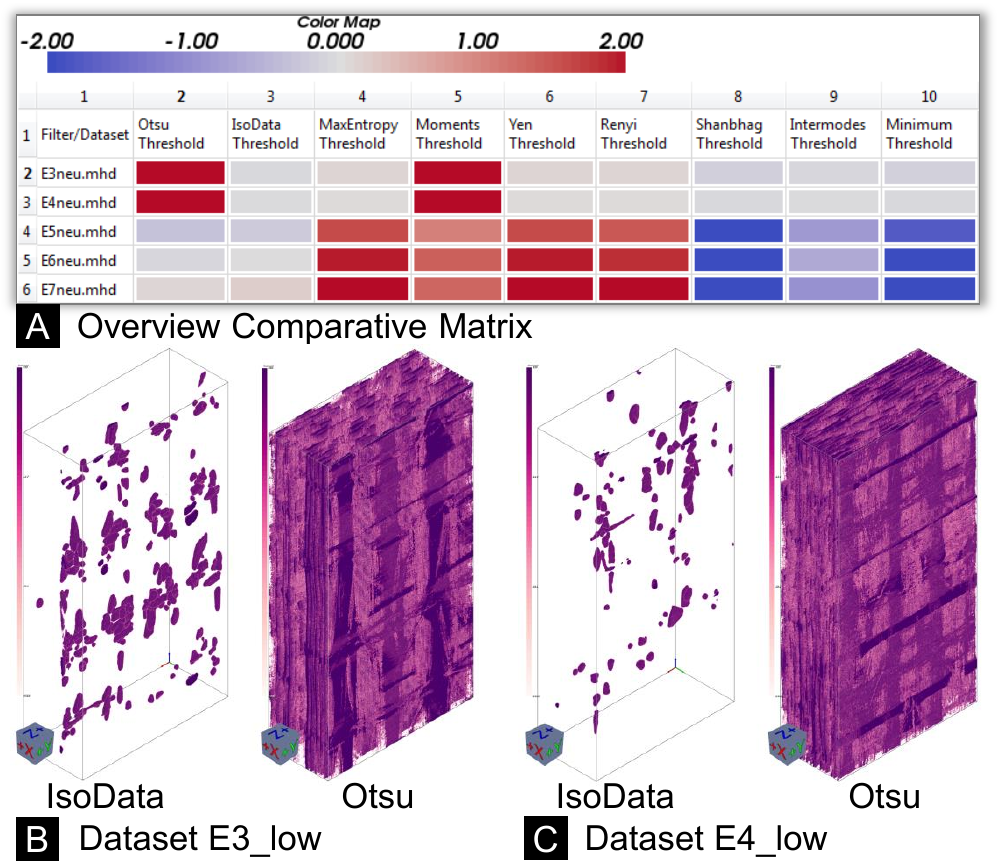 Color Map
-2.00 -1.00 0.000 1.00 2.00
1 2 3 4 5 6 7 8 9 10
1 Filter/Dataset Otsu Threshold IsoData Threshold MaxEntropy Threshold Moments Threshold Yen Threshold Renyi Threshold Shanbhag Threshold Intermodes Threshold Minimum Threshold
2 E3neu.mhd
3 E4neu.mhd
4 E5neu.mhd
5 E6neu.mhd
6 E7neu.mhd
A Overview Comparative Matrix
IsoData Otsu IsoData Otsu
B Dataset E3_low
C Dataset E4_low